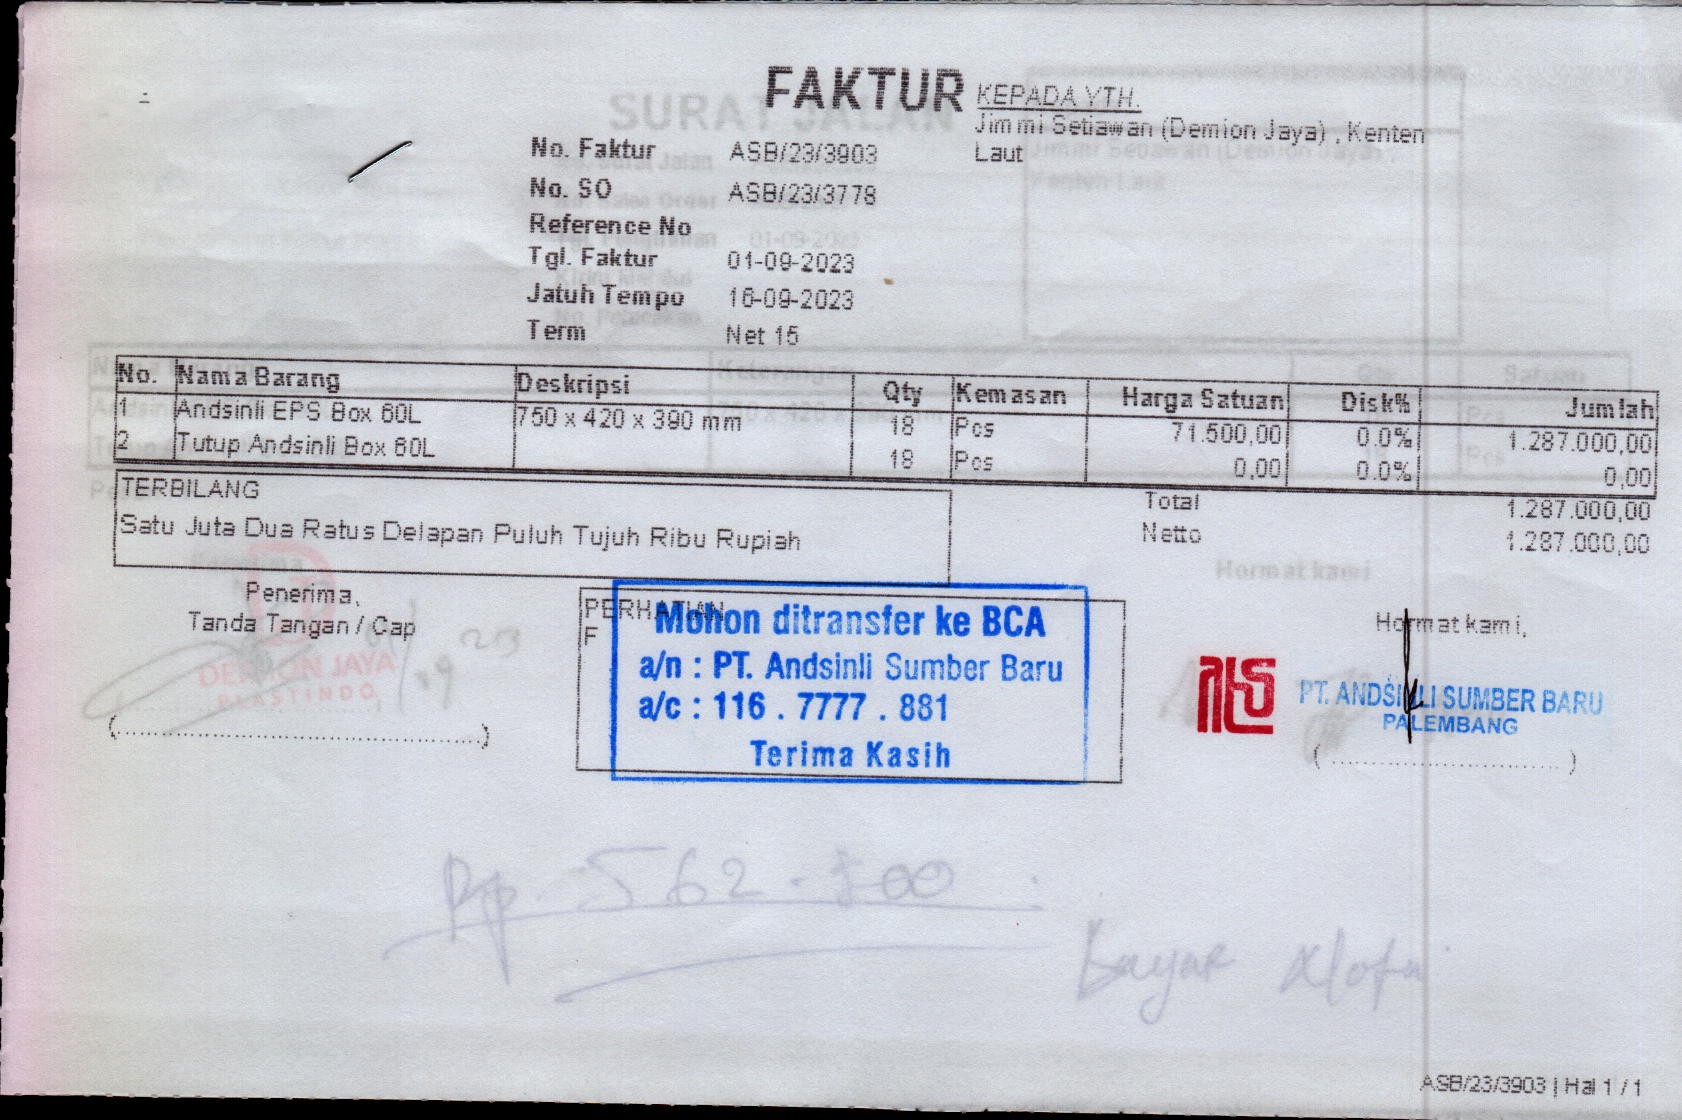 FAKTUR
KEPADA YTH.
Jimmi Setiawan (Demion Jaya) , Kenten
Laut
No. Faktur ASB/23/3903
No. SO ASB/23/3778
Reference No
Tgl. Faktur 01-09-2023
Jatuh Tempo 16-09-2023
Term Net 15
SURAT JALAN
No. Nama Barang Deskripsi Qty Kemasan Harga Satuan Disk% Jumlah
1 Andsinli EPS Box 60L 750 x 420 x 390 mm 18 Pcs 71.500,00 0.0% 1.287.000,00
2 Tutup Andsinli Box 60L 18 Pcs 0,00 0.0% 0,00
TERBILANG
Satu Juta Dua Ratus Delapan Puluh Tujuh Ribu Rupiah
Total 1.287.000,00
Netto 1.287.000,00
Penerima,
Tanda Tangan / Cap
DEMION JAYA
PLASTINDO
PERHATIAN
F
Mohon ditransfer ke BCA
a/n : PT. Andsinli Sumber Baru
a/c : 116 . 7777 . 881
Terima Kasih
Hormat kami,
PT. ANDSINLI SUMBER BARU
PALEMBANG
Rp. 562.500
Bayar
ASB/23/3903 | Hal 1 / 1